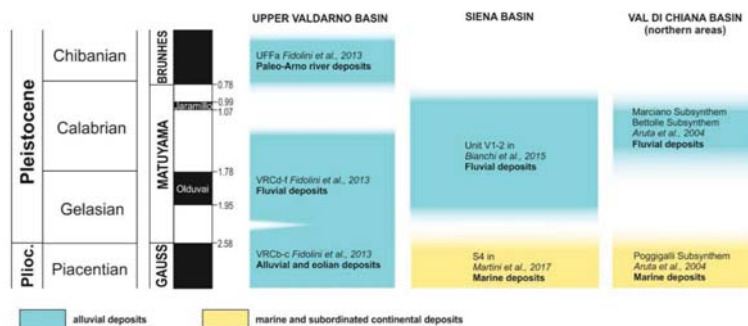 UPPER VALDARNO BASIN
SIENA BASIN
VAL DI CHIANA BASIN
(northern areas)
Pleistocene
Plioc.
Chibanian
Calabrian
Gelasian
Piacentian
BRUNHES
MATUYAMA
GAUSS
Jaramillo
Olduvai
0.78
0.99
1.07
1.78
1.95
2.58
UFFa Fidolini et al., 2013
Paleo-Arno river deposits
VRCd-f Fidolini et al., 2013
Fluvial deposits
VRCb-c Fidolini et al., 2013
Alluvial and eolian deposits
Unit V1-2 in
Bianchi et al., 2015
Fluvial deposits
S4 in
Martini et al., 2017
Marine deposits
Marciano Subsynthem
Bettolle Subsynthem
Aruta et al., 2004
Fluvial deposits
Poggigalli Subsynthem
Aruta et al., 2004
Marine deposits
alluvial deposits
marine and subordinated continental deposits